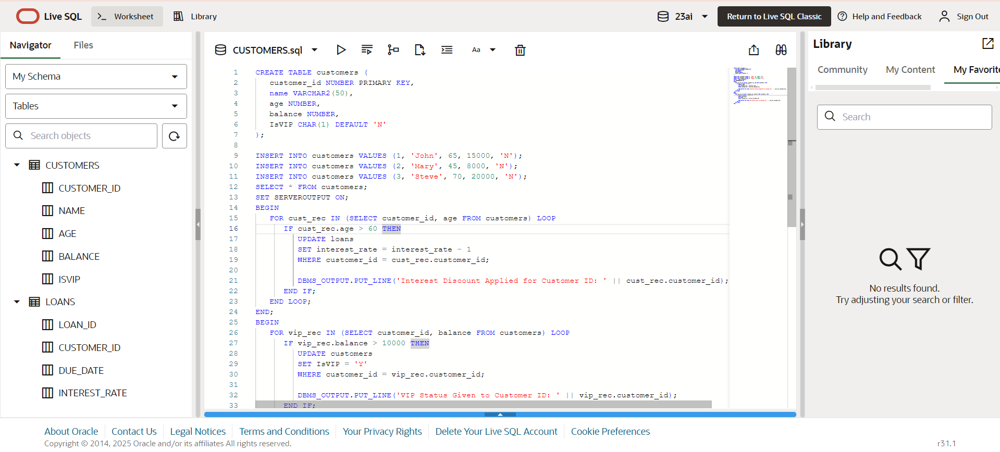 Live SQL
Worksheet
Library
23ai
Return to Live SQL Classic
Help and Feedback
Sign Out
Navigator
Files
My Schema
Tables
Search objects
CUSTOMERS
CUSTOMER_ID
NAME
AGE
BALANCE
ISVIP
LOANS
LOAN_ID
CUSTOMER_ID
DUE_DATE
INTEREST_RATE
CUSTOMERS.sql
Aa
1 CREATE TABLE customers (
2 customer_id NUMBER PRIMARY KEY,
3 name VARCHAR2(50),
4 age NUMBER,
5 balance NUMBER,
6 IsVIP CHAR(1) DEFAULT 'N'
7 );
8
9 INSERT INTO customers VALUES (1, 'John', 65, 15000, 'N');
10 INSERT INTO customers VALUES (2, 'Mary', 45, 8000, 'N');
11 INSERT INTO customers VALUES (3, 'Steve', 70, 20000, 'N');
12 SELECT * FROM customers;
13 SET SERVEROUTPUT ON;
14 BEGIN
15 FOR cust_rec IN (SELECT customer_id, age FROM customers) LOOP
16 IF cust_rec.age > 60 THEN
17 UPDATE loans
18 SET interest_rate = interest_rate - 1
19 WHERE customer_id = cust_rec.customer_id;
20
21 DBMS_OUTPUT.PUT_LINE('Interest Discount Applied for Customer ID: ' || cust_rec.customer_id);
22 END IF;
23 END LOOP;
24 END;
25 BEGIN
26 FOR vip_rec IN (SELECT customer_id, balance FROM customers) LOOP
27 IF vip_rec.balance > 10000 THEN
28 UPDATE customers
29 SET IsVIP = 'Y'
30 WHERE customer_id = vip_rec.customer_id;
31
32 DBMS_OUTPUT.PUT_LINE('VIP Status Given to Customer ID: ' || vip_rec.customer_id);
33 END IF;
Library
Community
My Content
My Favorite
Search
No results found.
Try adjusting your search or filter.
About Oracle
Contact Us
Legal Notices
Terms and Conditions
Your Privacy Rights
Delete Your Live SQL Account
Cookie Preferences
Copyright © 2014, 2025 Oracle and/or its affiliates All rights reserved.
r31.1